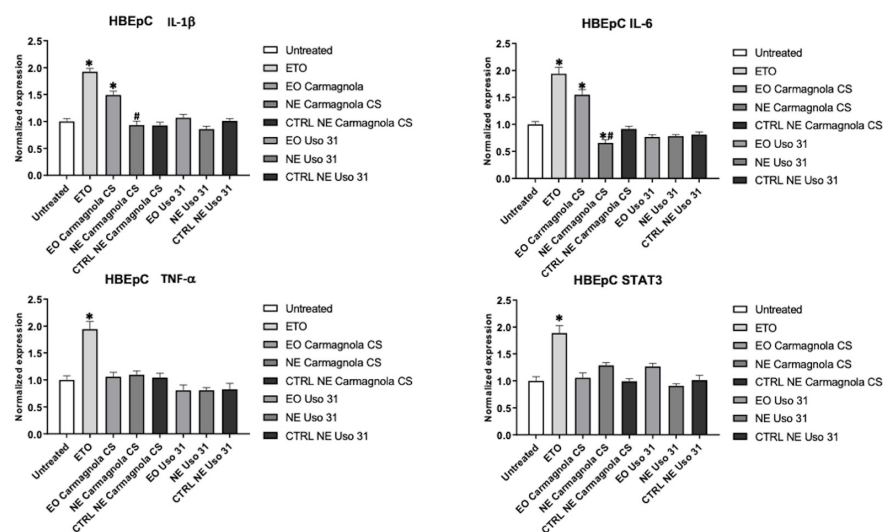 HBEpC IL-1β
Normalized expression
2.5
2.0
1.5
1.0
0.5
0.0
*
*
#
Untreated
ETO
EO Carmagnola CS
NE Carmagnola CS
CTRL NE Carmagnola CS
EO Uso 31
NE Uso 31
CTRL NE Uso 31
Untreated
ETO
EO Carmagnola
NE Carmagnola CS
CTRL NE Carmagnola CS
EO Uso 31
NE Uso 31
CTRL NE Uso 31
HBEpC IL-6
Normalized expression
2.5
2.0
1.5
1.0
0.5
0.0
*
*
*#
Untreated
ETO
EO Carmagnola CS
NE Carmagnola CS
CTRL NE Carmagnola CS
EO Uso 31
NE Uso 31
CTRL NE Uso 31
Untreated
ETO
EO Carmagnola CS
NE Carmagnola CS
CTRL NE Carmagnola CS
EO Uso 31
NE Uso 31
CTRL NE Uso 31
HBEpC TNF-α
Normalized expression
2.5
2.0
1.5
1.0
0.5
0.0
*
Untreated
ETO
EO Carmagnola CS
NE Carmagnola CS
CTRL NE Carmagnola CS
EO Uso 31
NE Uso 31
CTRL NE Uso 31
Untreated
ETO
EO Carmagnola CS
NE Carmagnola CS
CTRL NE Carmagnola CS
EO Uso 31
NE Uso 31
CTRL NE Uso 31
HBEpC STAT3
Normalized expression
2.5
2.0
1.5
1.0
0.5
0.0
*
Untreated
ETO
EO Carmagnola CS
NE Carmagnola CS
CTRL NE Carmagnola CS
EO Uso 31
NE Uso 31
CTRL NE Uso 31
Untreated
ETO
EO Carmagnola CS
NE Carmagnola CS
CTRL NE Carmagnola CS
EO Uso 31
NE Uso 31
CTRL NE Uso 31